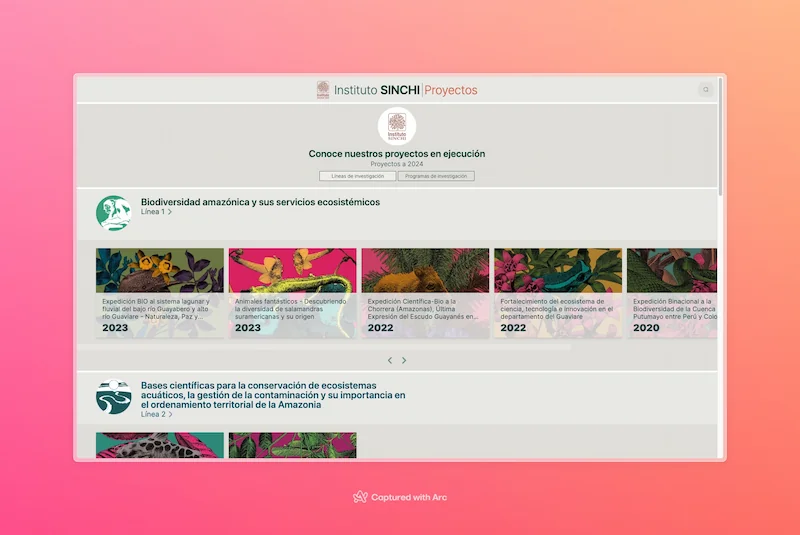 Instituto SINCHI|Proyectos
Instituto
SINCHI
Conoce nuestros proyectos en ejecución
Proyectos a 2024
Líneas de investigación
Programas de investigación
Biodiversidad amazónica y sus servicios ecosistémicos
Línea 1 >
Expedición BIO al sistema lagunar y
fluvial del bajo río Guayabero y alto
río Guaviare – Naturaleza, Paz y...
2023
Animales fantásticos - Descubriendo
la diversidad de salamandras
suramericanas y su origen
2023
Expedición Científica-Bio a la
Chorrera (Amazonas), Última
Expresión del Escudo Guayanés en...
2022
Fortalecimiento del ecosistema de
ciencia, tecnología e innovación en el
departamento del Guaviare
2022
Expedición Binacional a la
Biodiversidad de la Cuenca
Putumayo entre Perú y Colo
2020
Bases científicas para la conservación de ecosistemas
acuáticos, la gestión de la contaminación y su importancia en
el ordenamiento territorial de la Amazonia
Línea 2 >
Captured with Arc